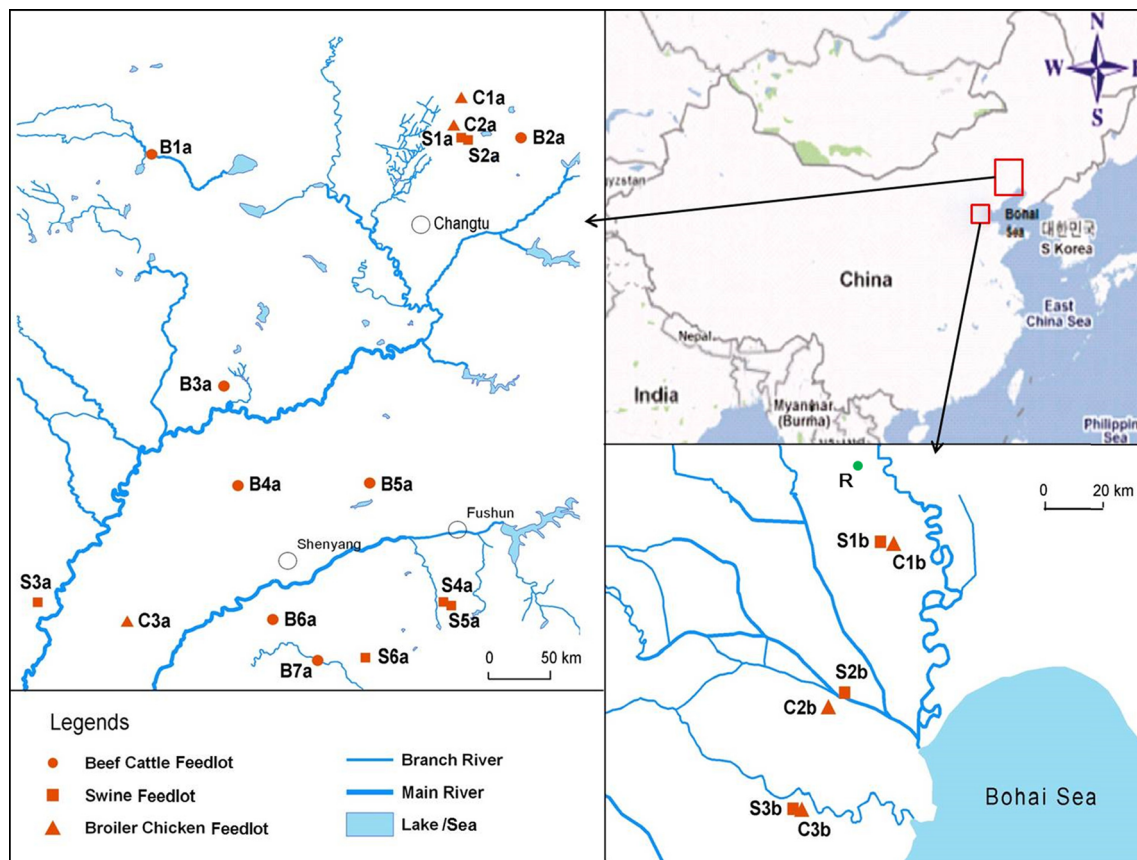 C1a
C2a
S1a
S2a
B2a
B1a
Changtu
B3a
B4a
B5a
Fushun
Shenyang
S3a
S4a
S5a
C3a
B6a
S6a
B7a
0 50 km
N
W
S
gyzstan
Bohai
Sea
대한민국
S Korea
China
East
China Sea
Nepal
India
Myanmar
(Burma)
Philippin
Sea
R
0 20 km
S1b
C1b
S2b
C2b
S3b
C3b
Bohai Sea
Legends
Beef Cattle Feedlot
Swine Feedlot
Broiler Chicken Feedlot
Branch River
Main River
Lake /Sea